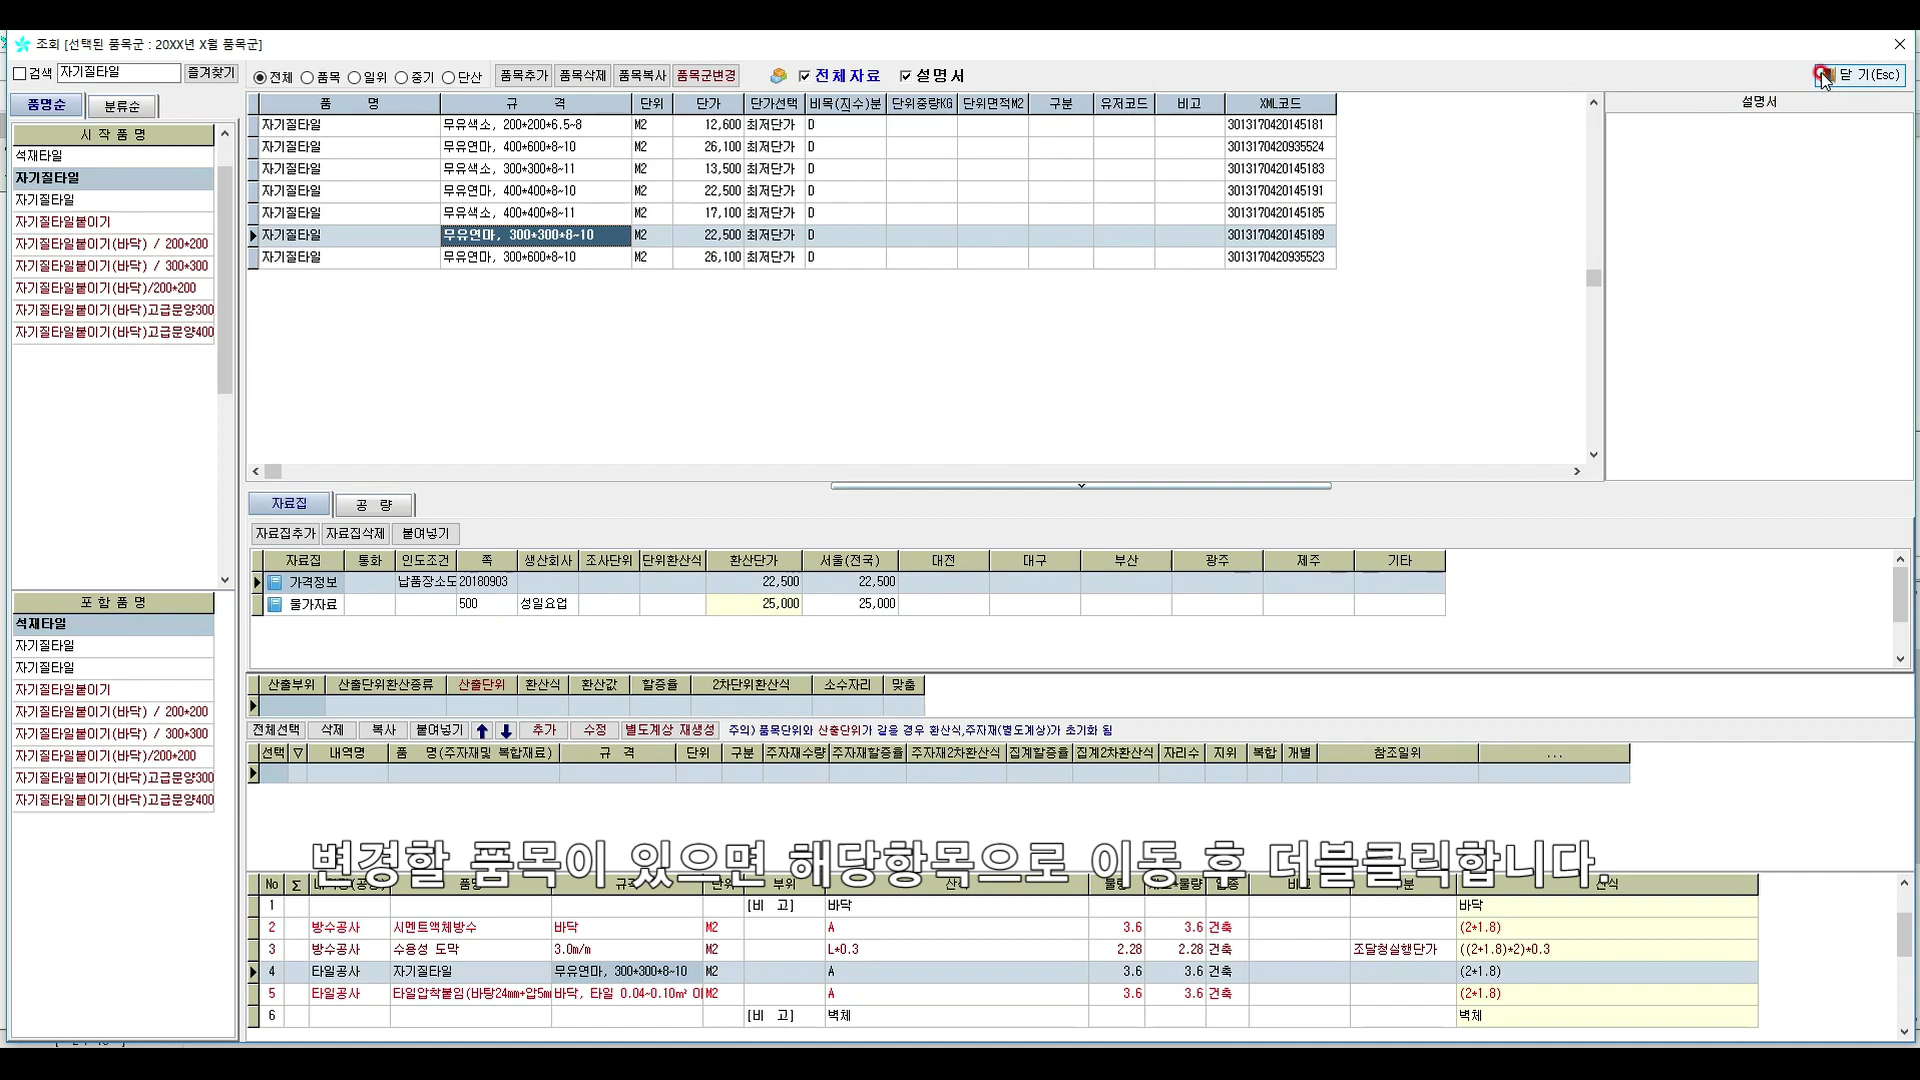 조회 [선택된 품목군 : 20XX년 X월 품목군]
검색 자기질타일 즐겨찾기 전체 품목 일위 중기 단산 품목추가 품목삭제 품목복사 품목군변경 전체자료 설명서 닫 기(Esc)
품명순 분류순
시 작 품 명
석재타일
자기질타일
자기질타일
자기질타일붙이기
자기질타일붙이기(바닥) / 200*200
자기질타일붙이기(바닥) / 300*300
자기질타일붙이기(바닥)/200*200
자기질타일붙이기(바닥)고급문양300
자기질타일붙이기(바닥)고급문양400
포 함 품 명
석재타일
자기질타일
자기질타일
자기질타일붙이기
자기질타일붙이기(바닥) / 200*200
자기질타일붙이기(바닥) / 300*300
자기질타일붙이기(바닥)/200*200
자기질타일붙이기(바닥)고급문양300
자기질타일붙이기(바닥)고급문양400
품 명 규 격 단위 단가 단가선택 비목(지수)분 단위중량KG 단위면적M2 구분 유저코드 비고 XML코드
자기질타일 무유색소, 200*200*6.5~8 M2 12,600 최저단가 D 3013170420145181
자기질타일 무유연마, 400*600*8~10 M2 26,100 최저단가 D 3013170420935524
자기질타일 무유색소, 300*300*8~11 M2 13,500 최저단가 D 3013170420145183
자기질타일 무유연마, 400*400*8~10 M2 22,500 최저단가 D 3013170420145191
자기질타일 무유색소, 400*400*8~11 M2 17,100 최저단가 D 3013170420145185
자기질타일 무유연마, 300*300*8~10 M2 22,500 최저단가 D 3013170420145189
자기질타일 무유연마, 300*600*8~10 M2 26,100 최저단가 D 3013170420935523
설명서
자료집 공 량
자료집추가 자료집삭제 붙여넣기
자료집 통화 인도조건 쪽 생산회사 조사단위 단위환산식 환산단가 서울(전국) 대전 대구 부산 광주 제주 기타
가격정보 납품장소도 20180903 22,500 22,500
물가자료 500 성일요업 25,000 25,000
산출부위 산출단위환산종류 산출단위 환산식 환산값 할증율 2차단위환산식 소수자리 맞춤
전체선택 삭제 복사 붙여넣기 추가 수정 별도계상 재생성 주의) 품목단위와 산출단위가 같을 경우 환산식,주자재(별도계상)가 초기화 됨
선택 ▽ 내역명 품 명(주자재및 복합재료) 규 격 단위 구분 주자재수량 주자재할증율 주자재2차환산식 집계할증율 집계2차환산식 자리수 지위 복합 개별 참조일위 ...
변경할 품목이 있으면 해당항목으로 이동 후 더블클릭합니다.
No Σ 품명 부위 산식 물량 비고 산식
1 [비 고] 바닥 바닥
2 방수공사 시멘트액체방수 바닥 M2 A 3.6 3.6 건축 (2*1.8)
3 방수공사 수용성 도막 3.0m/m L*0.3 2.28 2.28 건축 조달청실행단가 ((2+1.8)*2)*0.3
4 타일공사 자기질타일 무유연마, 300*300*8~10 M2 A 3.6 3.6 건축 (2*1.8)
5 타일공사 타일압착붙임(바탕24mm+압5m 바닥, 타일 0.04~0.10㎡ M2 A 3.6 3.6 건축 (2*1.8)
6 [비 고] 벽체 벽체